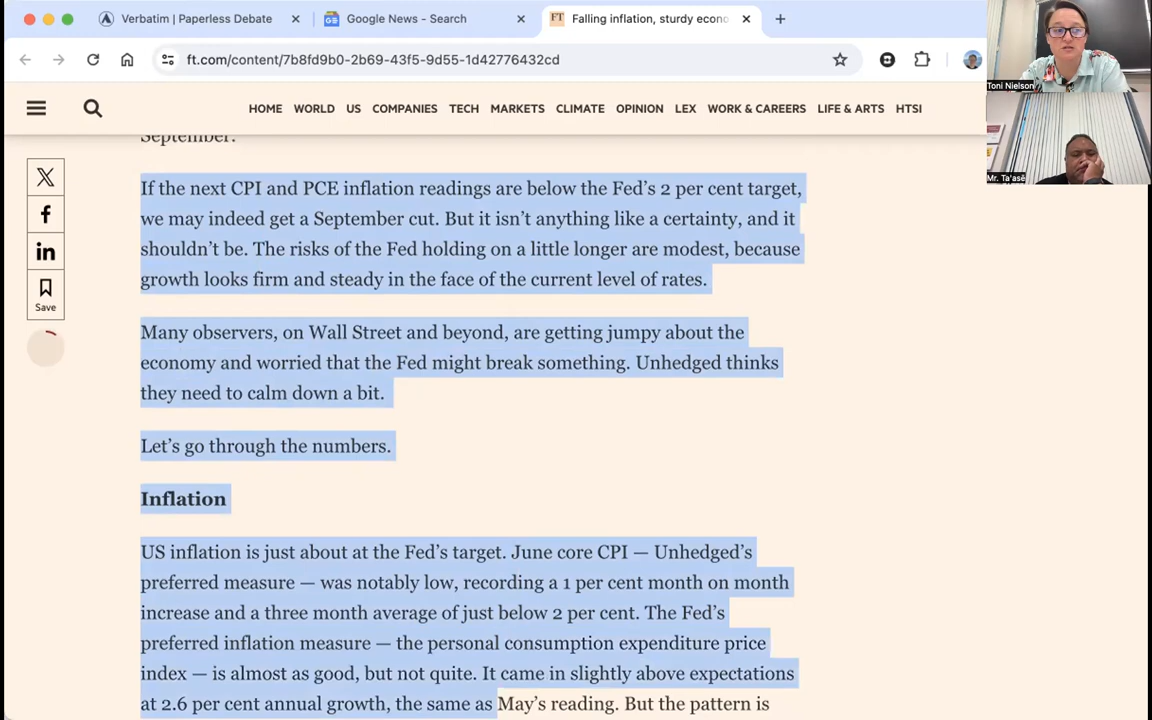 Verbatim | Paperless Debate
Google News - Search
FT
Falling inflation, sturdy econo
ft.com/content/7b8fd9b0-2b69-43f5-9d55-1d42776432cd
HOME WORLD US COMPANIES TECH MARKETS CLIMATE OPINION LEX WORK & CAREERS LIFE & ARTS HTSI
Toni Nielson
Mr. Ta'ase
September.
If the next CPI and PCE inflation readings are below the Fed's 2 per cent target,
we may indeed get a September cut. But it isn't anything like a certainty, and it
shouldn't be. The risks of the Fed holding on a little longer are modest, because
growth looks firm and steady in the face of the current level of rates.
Many observers, on Wall Street and beyond, are getting jumpy about the
economy and worried that the Fed might break something. Unhedged thinks
they need to calm down a bit.
Let's go through the numbers.
Inflation
US inflation is just about at the Fed's target. June core CPI — Unhedged's
preferred measure — was notably low, recording a 1 per cent month on month
increase and a three month average of just below 2 per cent. The Fed's
preferred inflation measure — the personal consumption expenditure price
index — is almost as good, but not quite. It came in slightly above expectations
at 2.6 per cent annual growth, the same as May's reading. But the pattern is
Save